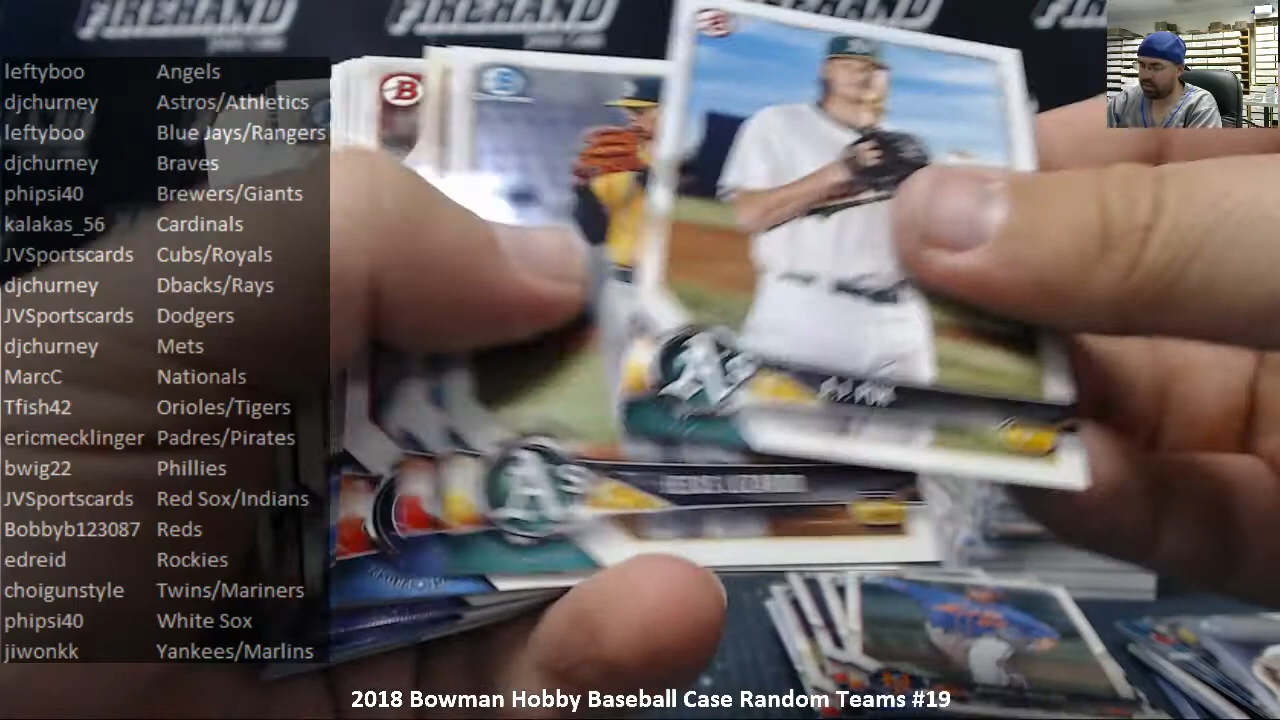 FIREHAND
leftyboo Angels
djchurney Astros/Athletics
leftyboo Blue Jays/Rangers
djchurney Braves
phipsi40 Brewers/Giants
kalakas_56 Cardinals
JVSportscards Cubs/Royals
djchurney Dbacks/Rays
JVSportscards Dodgers
djchurney Mets
MarcC Nationals
Tfish42 Orioles/Tigers
ericmecklinger Padres/Pirates
bwig22 Phillies
JVSportscards Red Sox/Indians
Bobbyb123087 Reds
edreid Rockies
choigunstyle Twins/Mariners
phipsi40 White Sox
jiwonkk Yankees/Marlins
B
B
A's
A's
2018 Bowman Hobby Baseball Case Random Teams #19